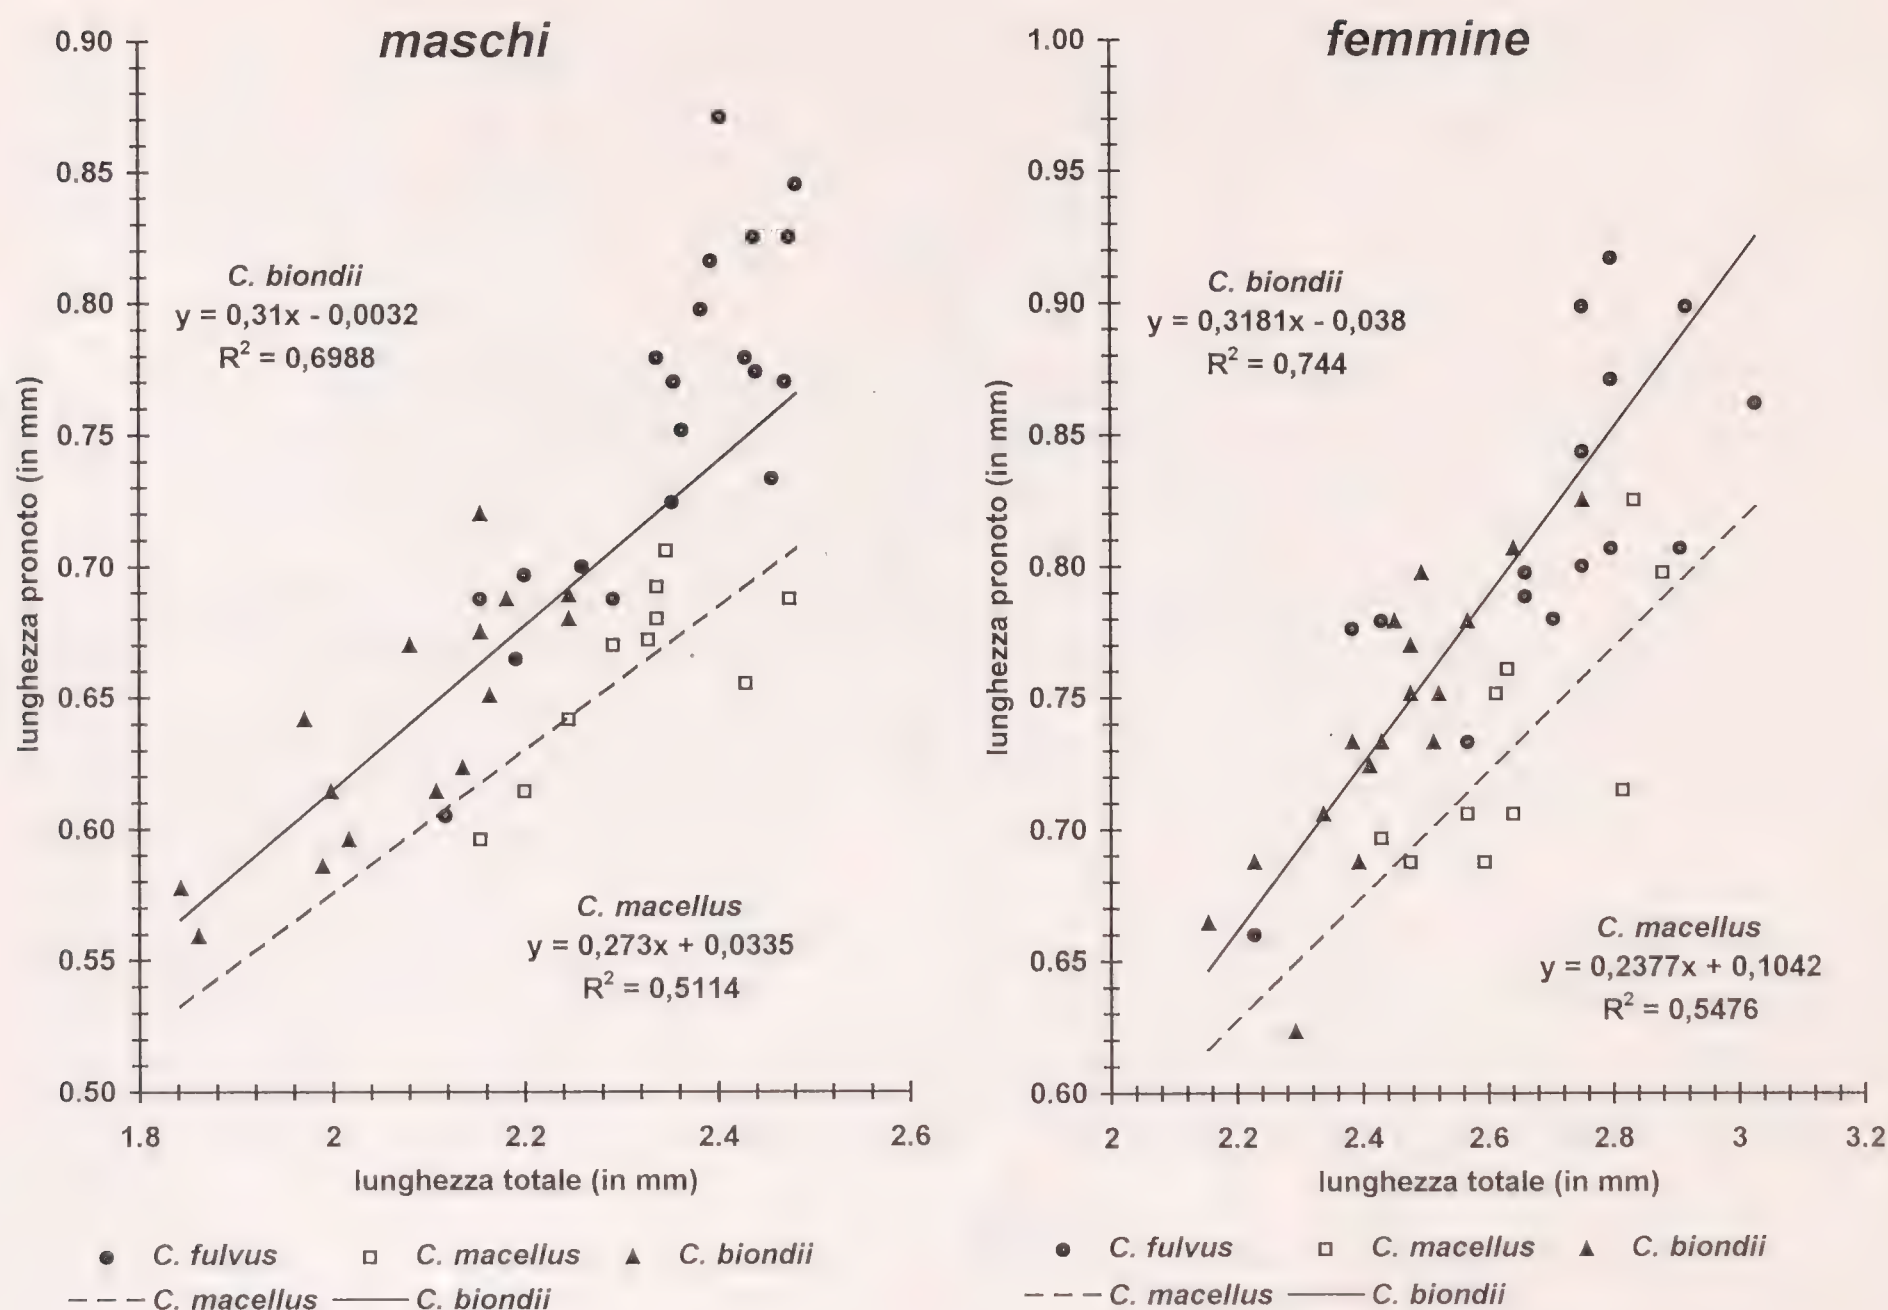 maschi
0.90
0.85
0.80
0.75
0.70
0.65
0.60
0.55
0.50
lunghezza pronoto (in mm)
C. biondii
y = 0,31x - 0,0032
R² = 0,6988
C. macellus
y = 0,273x + 0,0335
R² = 0,5114
1.8 2 2.2 2.4 2.6
lunghezza totale (in mm)
C. fulvus C. macellus C. biondii
C. macellus C. biondii
femmine
1.00
0.95
0.90
0.85
0.80
0.75
0.70
0.65
0.60
lunghezza pronoto (in mm)
C. biondii
y = 0,3181x - 0,038
R² = 0,744
C. macellus
y = 0,2377x + 0,1042
R² = 0,5476
2 2.2 2.4 2.6 2.8 3 3.2
lunghezza totale (in mm)
C. fulvus C. macellus C. biondii
C. macellus C. biondii